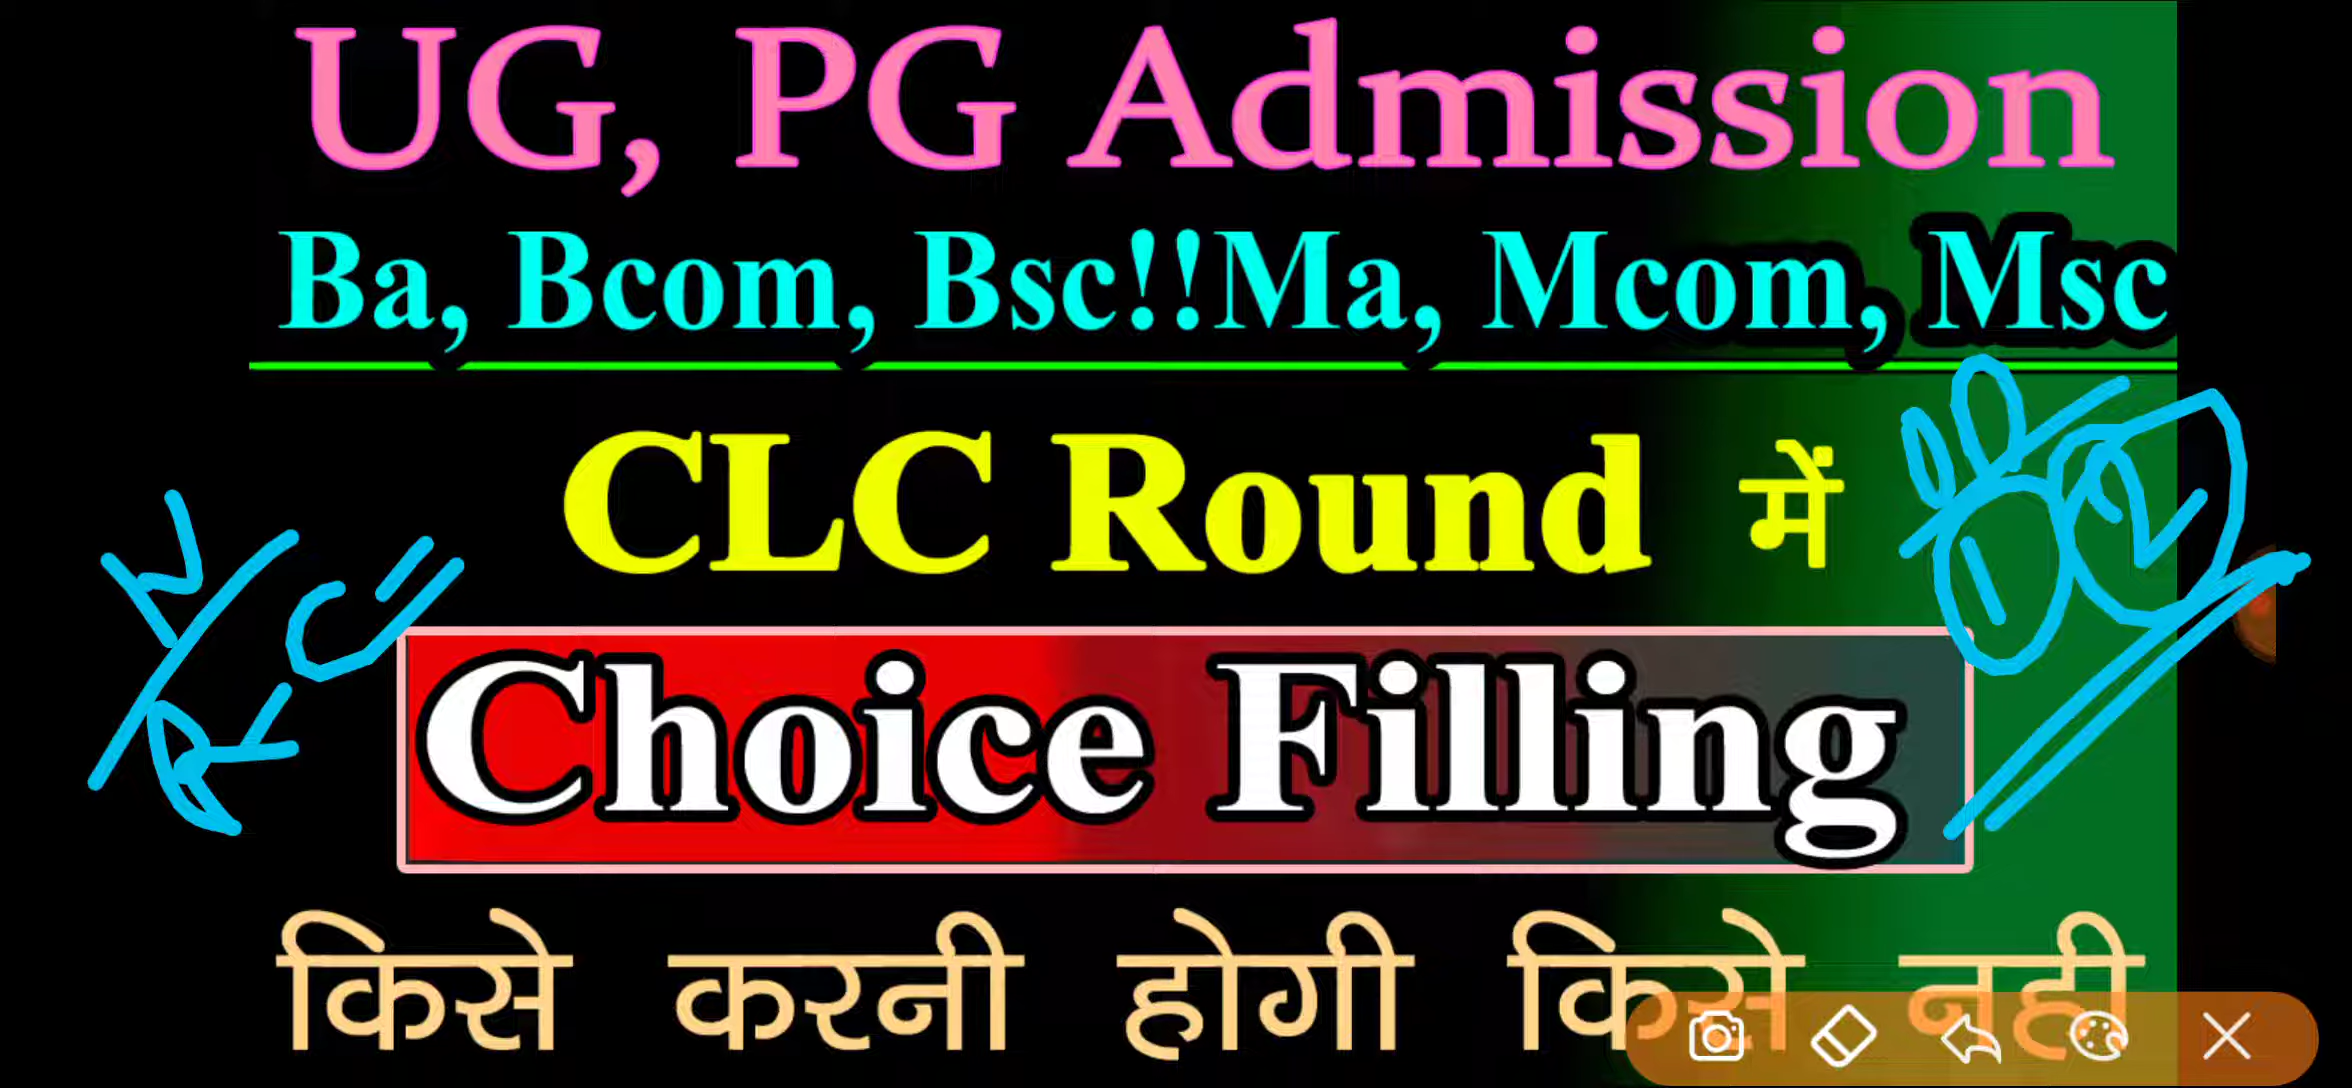 UG, PG Admission
Ba, Bcom, Bsc!!Ma, Mcom, Msc
CLC Round में
Choice Filling
किसे करनी होगी किसे नही